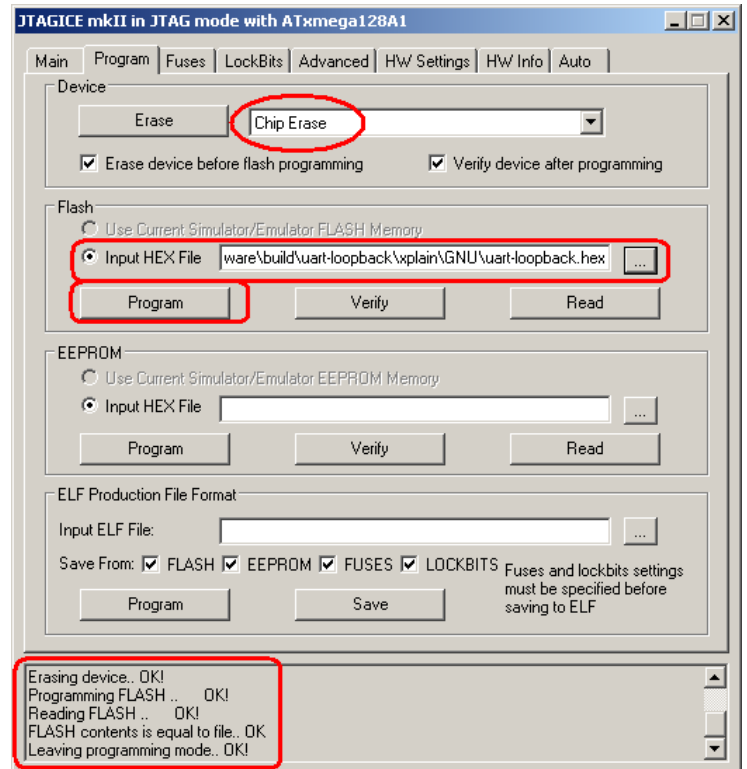 JTAGICE mkII in JTAG mode with ATxmega128A1
Main Program Fuses LockBits Advanced HW Settings HW Info Auto
Device
Erase Chip Erase
Erase device before flash programming Verify device after programming
Flash
Use Current Simulator/Emulator FLASH Memory
Input HEX File ware\build\uart-loopback\xplain\GNU\uart-loopback.hex ...
Program Verify Read
EEPROM
Use Current Simulator/Emulator EEPROM Memory
Input HEX File ...
Program Verify Read
ELF Production File Format
Input ELF File: ...
Save From: FLASH EEPROM FUSES LOCKBITS Fuses and lockbits settings
must be specified before
Program Save saving to ELF
Erasing device.. OK!
Programming FLASH .. OK!
Reading FLASH .. OK!
FLASH contents is equal to file.. OK
Leaving programming mode.. OK!